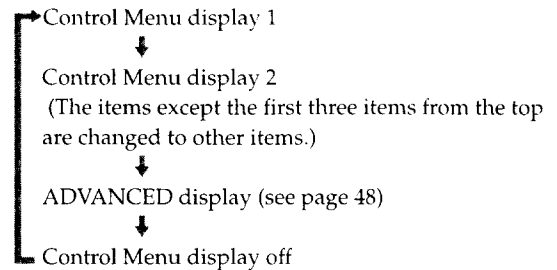 Control Menu display 1
Control Menu display 2
(The items except the first three items from the top
are changed to other items.)
ADVANCED display (see page 48)
Control Menu display off